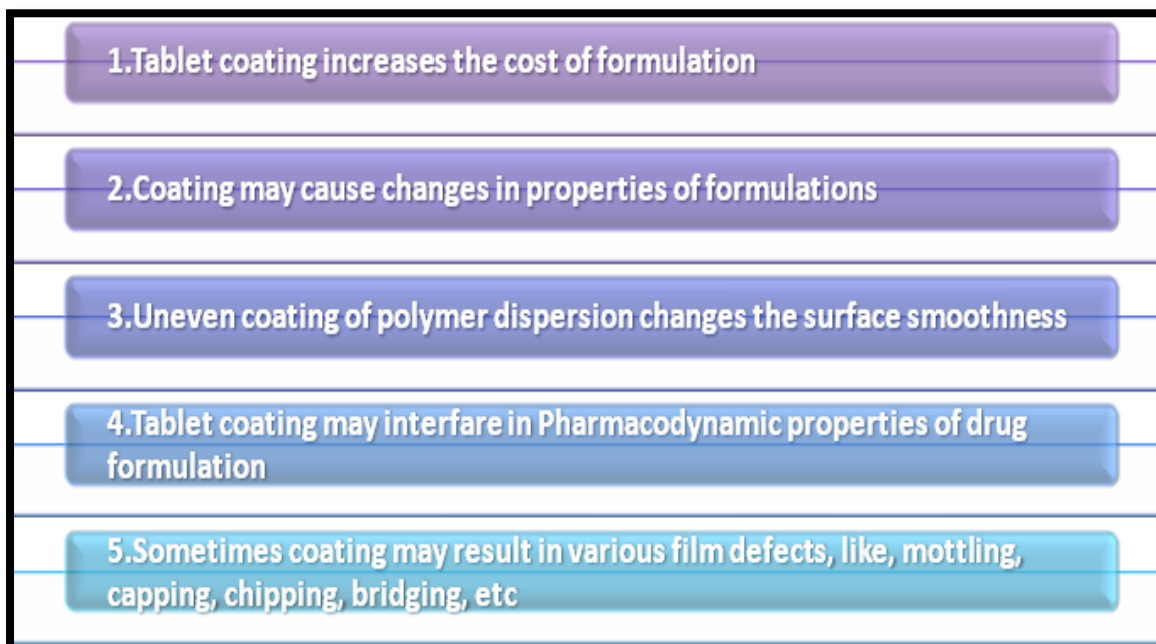 1.Tablet coating increases the cost of formulation
2.Coating may cause changes in properties of formulations
3.Uneven coating of polymer dispersion changes the surface smoothness
4.Tablet coating may interfare in Pharmacodynamic properties of drug
formulation
5.Sometimes coating may result in various film defects, like, mottling,
capping, chipping, bridging, etc